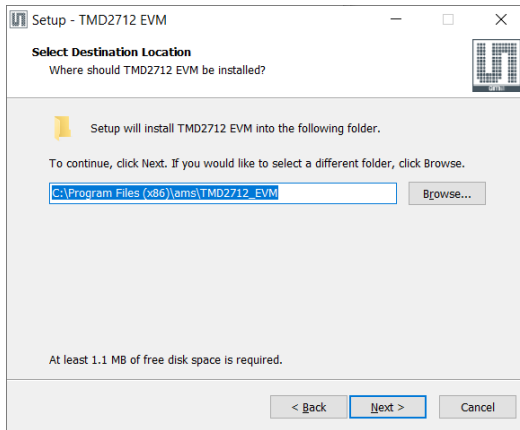 Setup - TMD2712 EVM
Select Destination Location
Where should TMD2712 EVM be installed?
Setup will install TMD2712 EVM into the following folder.
To continue, click Next. If you would like to select a different folder, click Browse.
C:\Program Files (x86)\ams\TMD2712_EVM
Browse...
At least 1.1 MB of free disk space is required.
< Back Next > Cancel